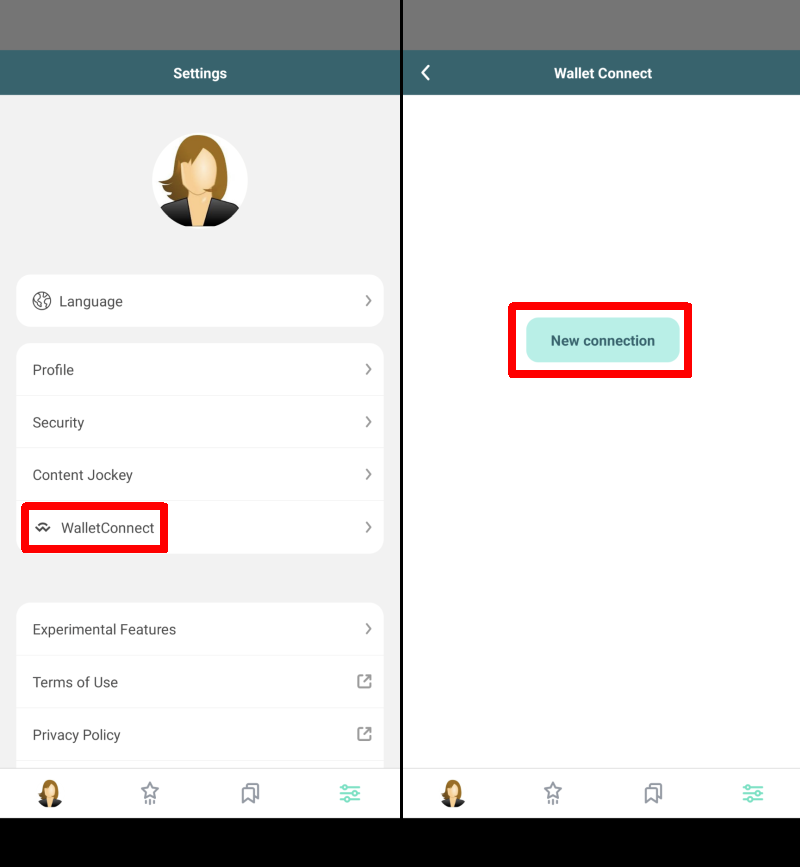 Settings
Language
Profile
Security
Content Jockey
WalletConnect
Experimental Features
Terms of Use
Privacy Policy
Wallet Connect
New connection